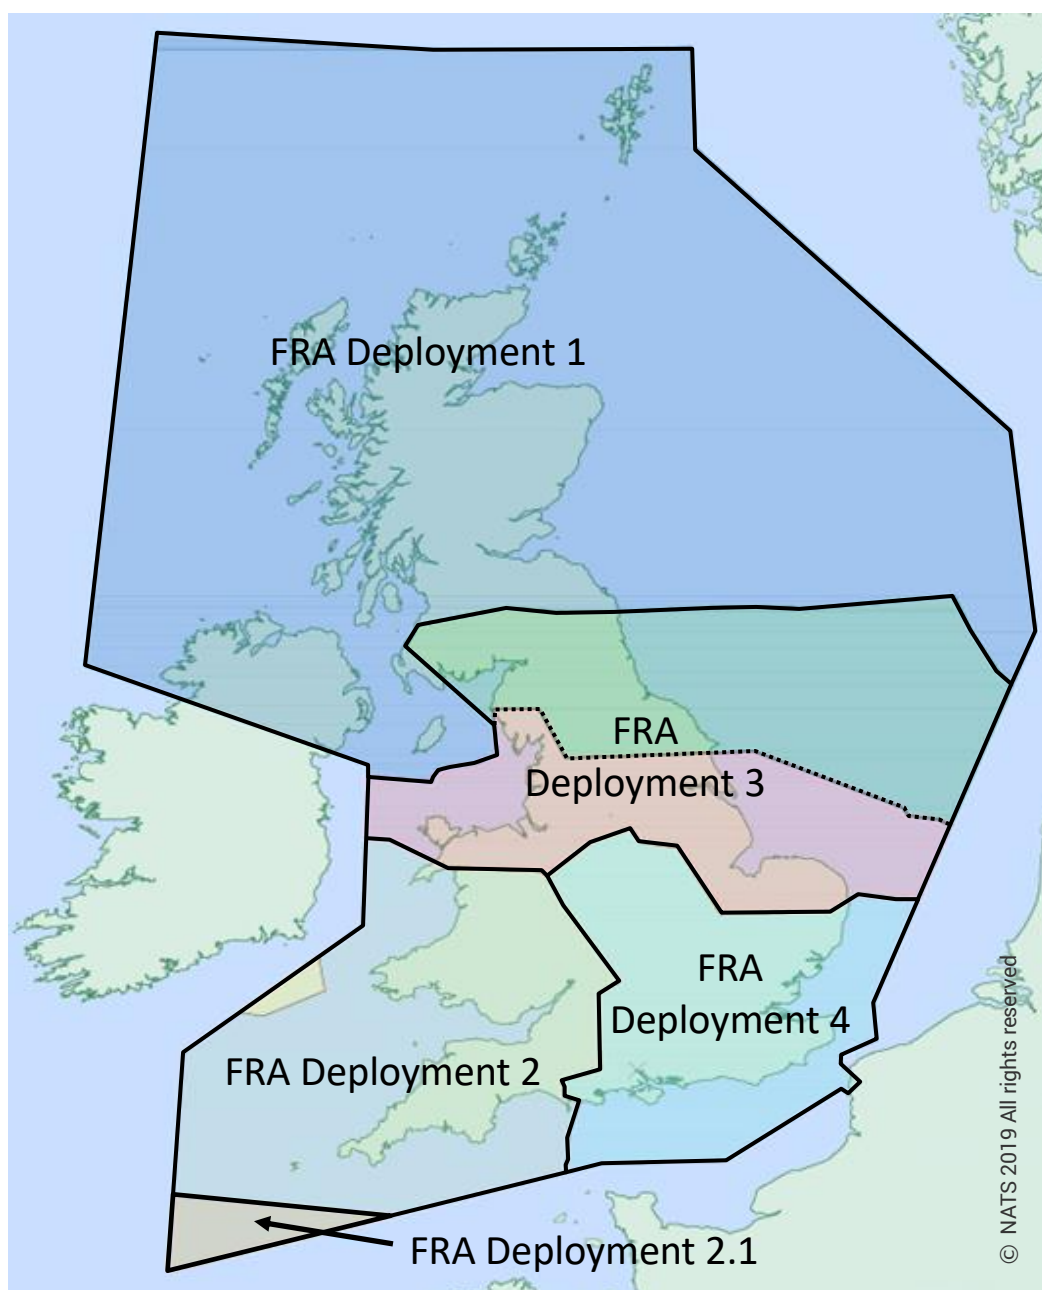 FRA Deployment 1
FRA
Deployment 3
FRA
Deployment 4
FRA Deployment 2
FRA Deployment 2.1
© NATS 2019 All rights reserved